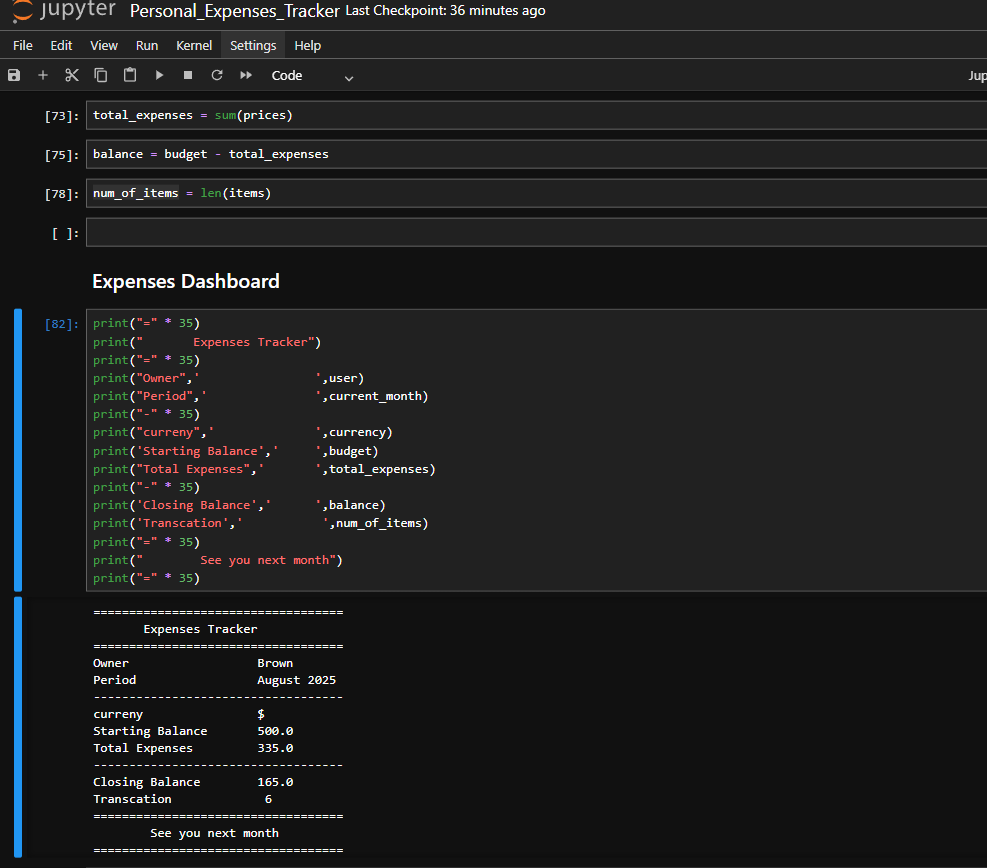 jupyter Personal_Expenses_Tracker Last Checkpoint: 36 minutes ago
File Edit View Run Kernel Settings Help
Code
Jup
[73]: total_expenses = sum(prices)
[75]: balance = budget - total_expenses
[78]: num_of_items = len(items)
[ ]:
Expenses Dashboard
[82]: print("=" * 35)
print("       Expenses Tracker")
print("=" * 35)
print("Owner",'                ',user)
print("Period",'               ',current_month)
print("-" * 35)
print("curreny",'              ',currency)
print('Starting Balance','     ',budget)
print("Total Expenses",'       ',total_expenses)
print("-" * 35)
print('Closing Balance','      ',balance)
print('Transcation','           ',num_of_items)
print("=" * 35)
print("        See you next month")
print("=" * 35)
===================================
       Expenses Tracker
===================================
Owner                  Brown
Period                 August 2025
-----------------------------------
curreny                $
Starting Balance       500.0
Total Expenses         335.0
-----------------------------------
Closing Balance        165.0
Transcation             6
===================================
        See you next month
===================================